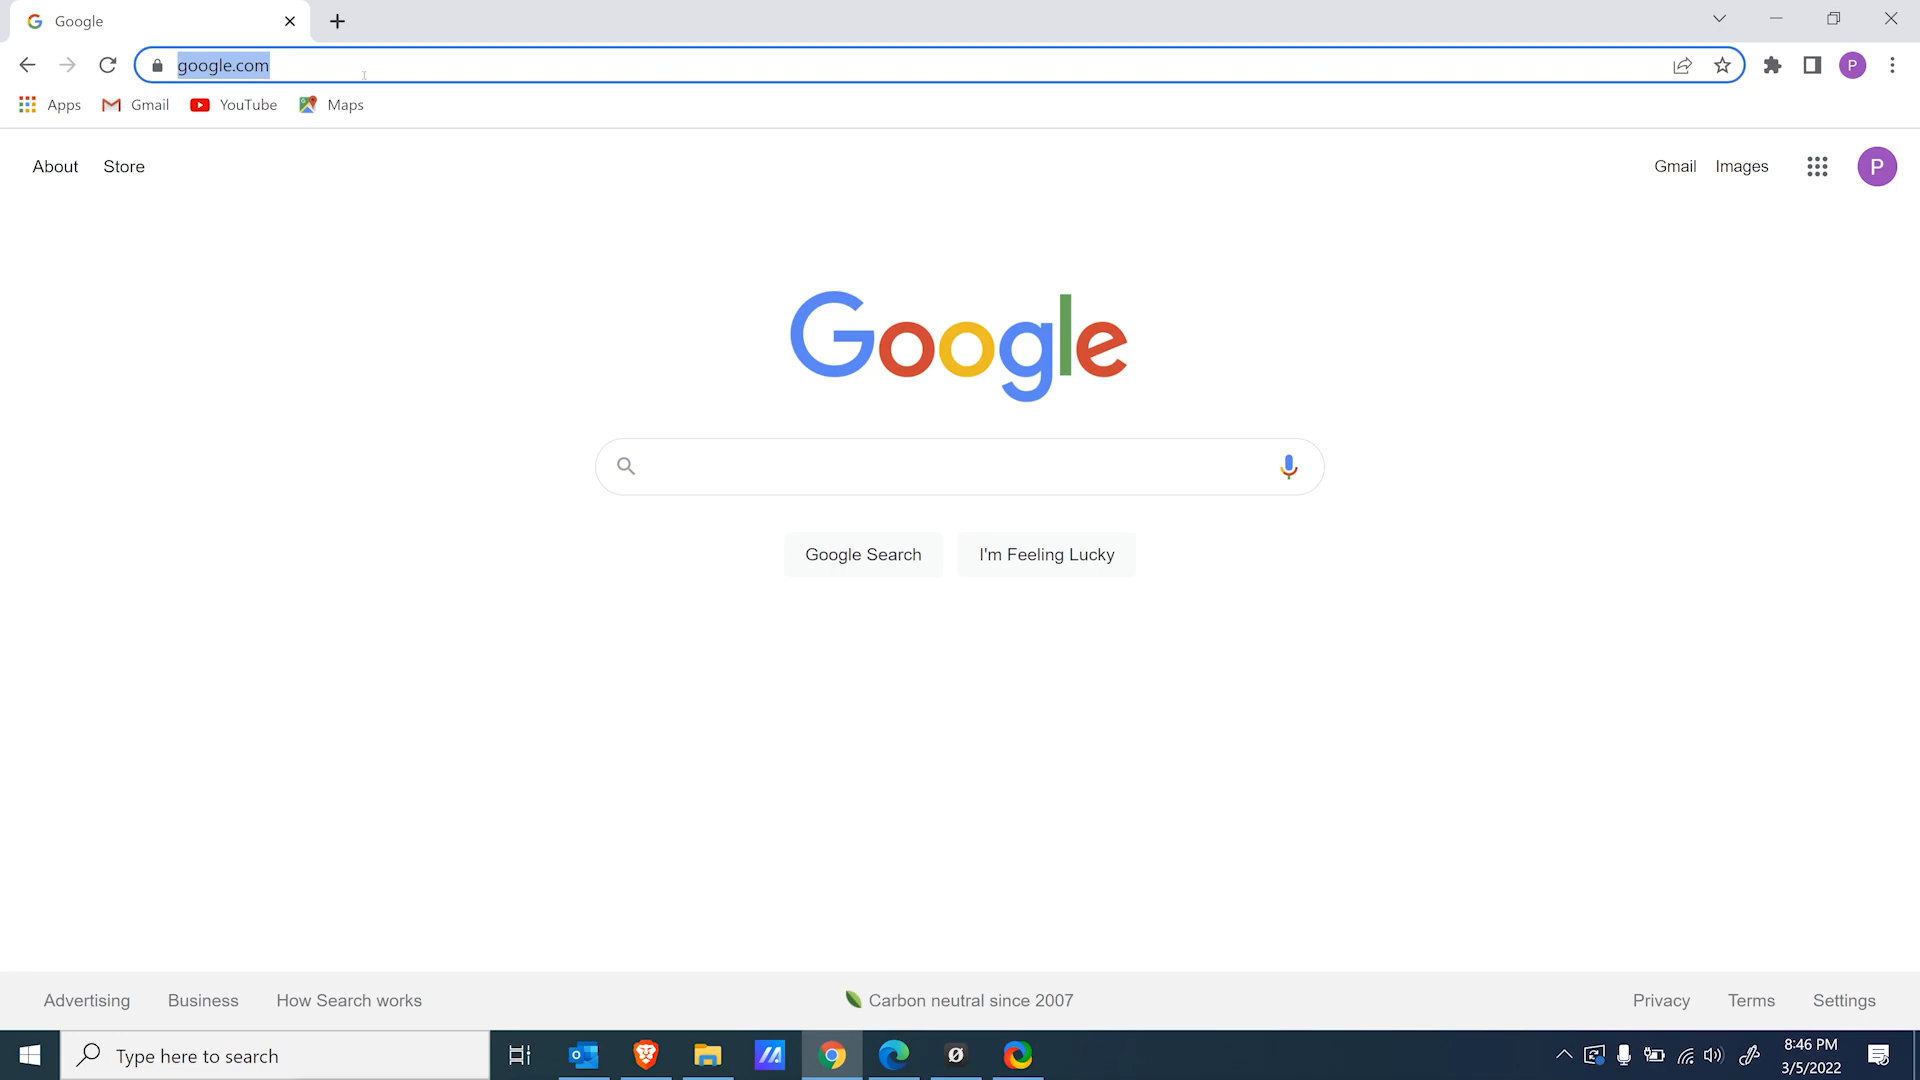 Google
google.com
Apps Gmail YouTube Maps
About Store Gmail Images P
Google
Google Search I'm Feeling Lucky
Advertising Business How Search works Carbon neutral since 2007 Privacy Terms Settings
Type here to search 8:46 PM
3/5/2022